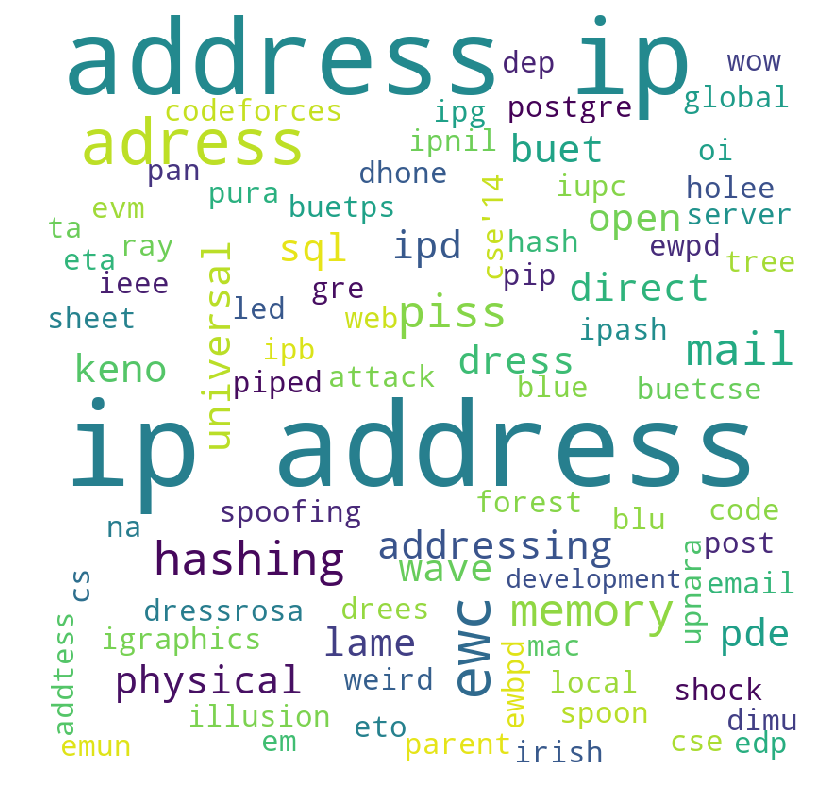 address ip
dep
wow
codeforces
ipg
postgre
global
adress
ipnil
buet
oi
pan
dhone
iupc
holee
pura
buetps
cse'14
open
server
evm
ta
ray
sql
ipd
hash
ewpd
eta
universal
pip
tree
ieee
gre
direct
sheet
led
web
piss
ipash
ipb
mail
keno
piped
attack
dress
blue
buetcse
ip address
forest
spoofing
blu
code
na
addressing
post
hashing
wave
development
cs
upnara
email
dressrosa
drees
ewc
memory
igraphics
lame
mac
pde
addtess
physical
weird
ewbpd
local
shock
illusion
eto
spoon
dimu
emun
em
parent
irish
cse
edp